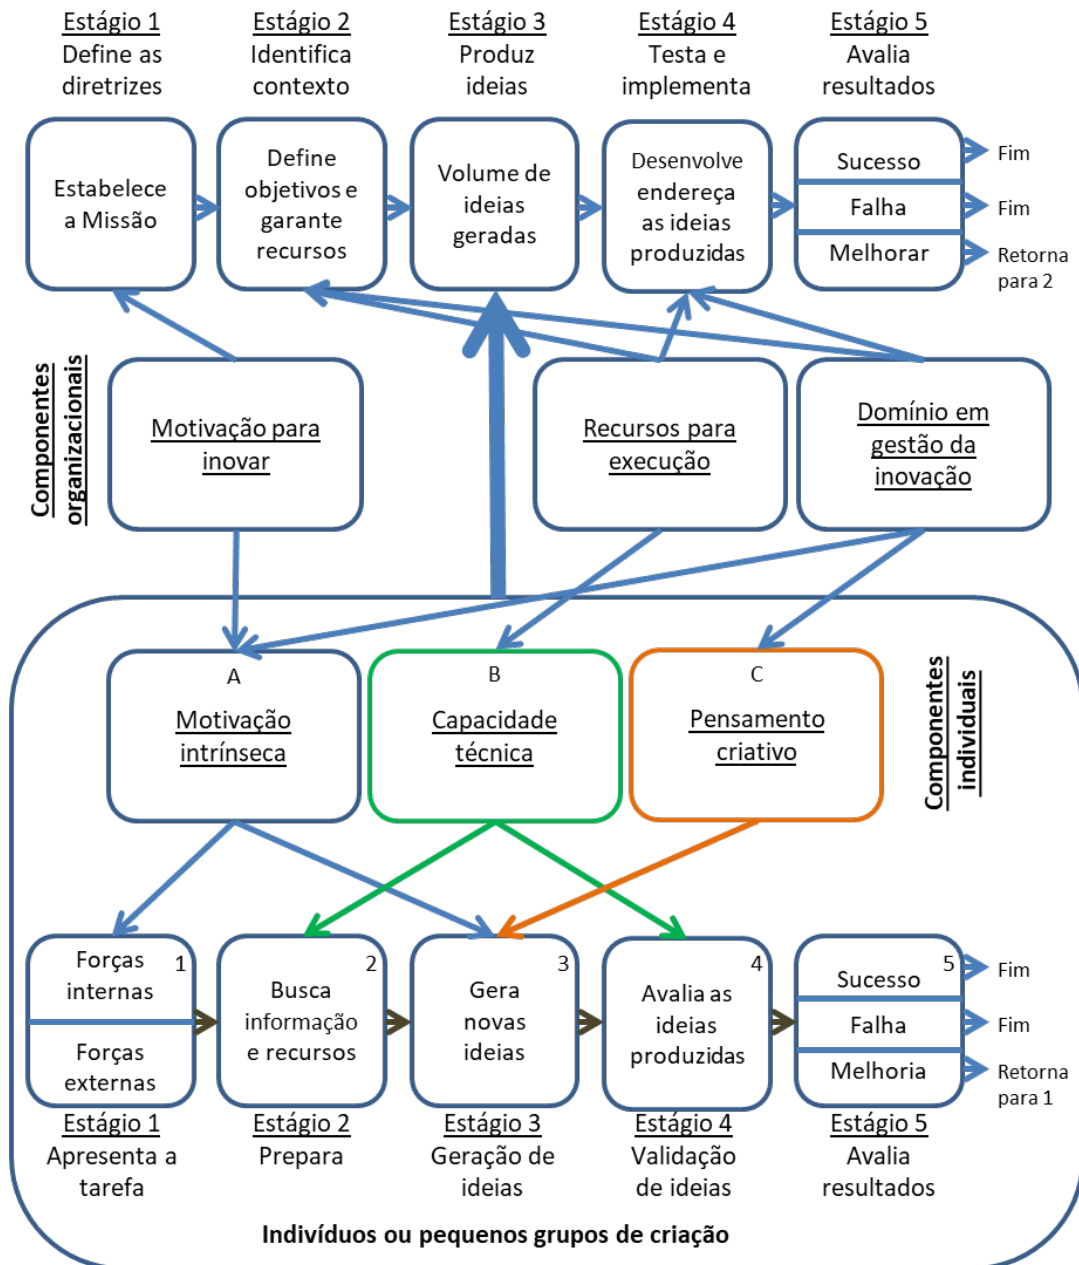 Estágio 1
Define as
diretrizes
Estágio 2
Identifica
contexto
Estágio 3
Produz
ideias
Estágio 4
Testa e
implementa
Estágio 5
Avalia
resultados
Estabelece
a Missão
Define
objetivos e
garante
recursos
Volume de
ideias
geradas
Desenvolve
endereça
as ideias
produzidas
Sucesso
Falha
Melhorar
Fim
Fim
Retorna
para 2
Componentes
organizacionais
Motivação para
inovar
Recursos para
execução
Domínio em
gestão da
inovação
A
Motivação
intrínseca
B
Capacidade
técnica
C
Pensamento
criativo
Componentes
individuais
Forças
internas
1
Forças
externas
2
Busca
informação
e recursos
3
Gera
novas
ideias
4
Avalia as
ideias
produzidas
5
Sucesso
Falha
Melhoria
Fim
Fim
Retorna
para 1
Estágio 1
Apresenta a
tarefa
Estágio 2
Prepara
Estágio 3
Geração de
ideias
Estágio 4
Validação
de ideias
Estágio 5
Avalia
resultados
Indivíduos ou pequenos grupos de criação